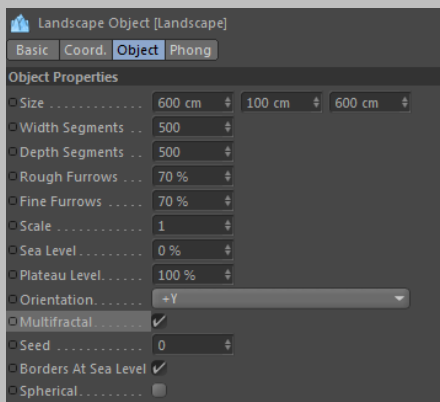 Landscape Object [Landscape]
Basic Coord. Object Phong
Object Properties
Size . . . . . . . . . . . 600 cm 100 cm 600 cm
Width Segments . . 500
Depth Segments . . 500
Rough Furrows . . . 70 %
Fine Furrows . . . . . 70 %
Scale . . . . . . . . . . 1
Sea Level . . . . . . . . 0 %
Plateau Level. . . . . . 100 %
Orientation. . . . . . . +Y
Multifractal. . . . . . .
Seed . . . . . . . . . . 0
Borders At Sea Level
Spherical. . . . . . . . .